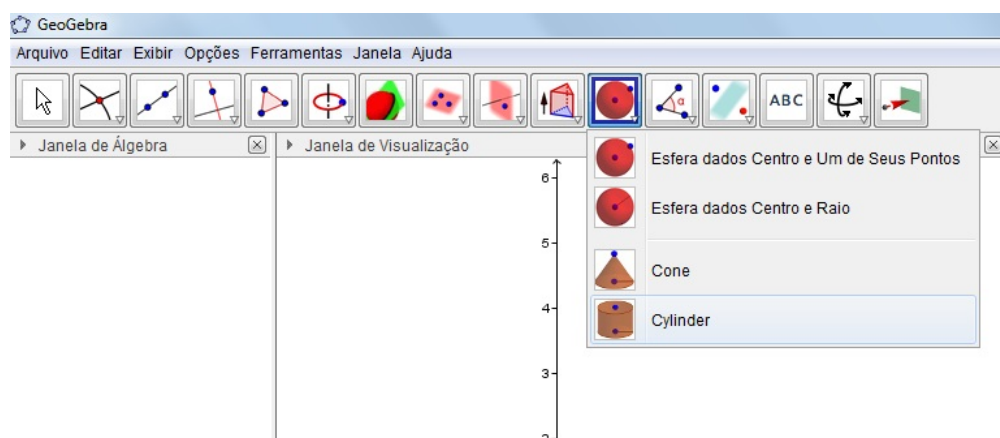 GeoGebra
Arquivo Editar Exibir Opções Ferramentas Janela Ajuda
α
ABC
Janela de Álgebra
Janela de Visualização
Esfera dados Centro e Um de Seus Pontos
6
Esfera dados Centro e Raio
5
Cone
4
Cylinder
3